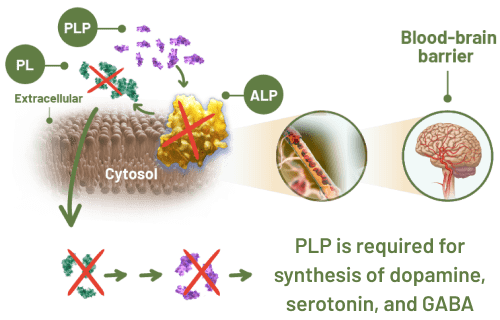 PLP
PL
Extracellular
ALP
Cytosol
Blood-brain
barrier
PLP is required for
synthesis of dopamine,
serotonin, and GABA